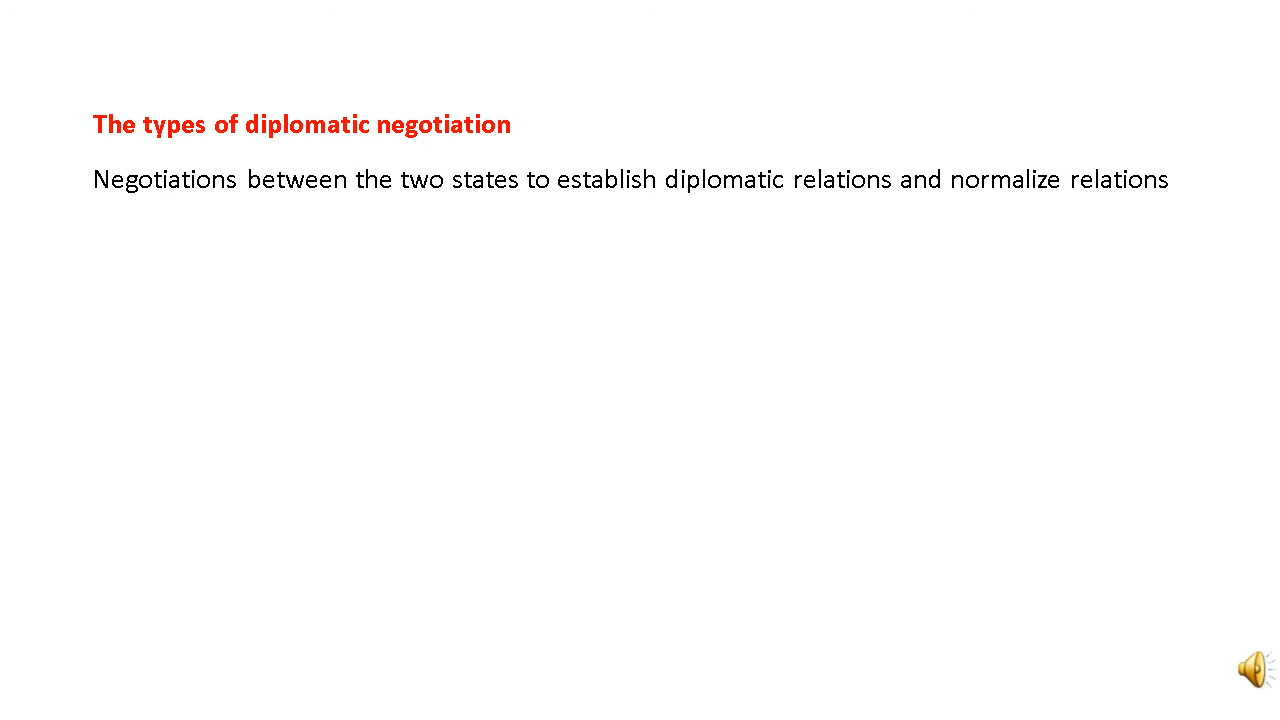 The types of diplomatic negotiation
Negotiations between the two states to establish diplomatic relations and normalize relations